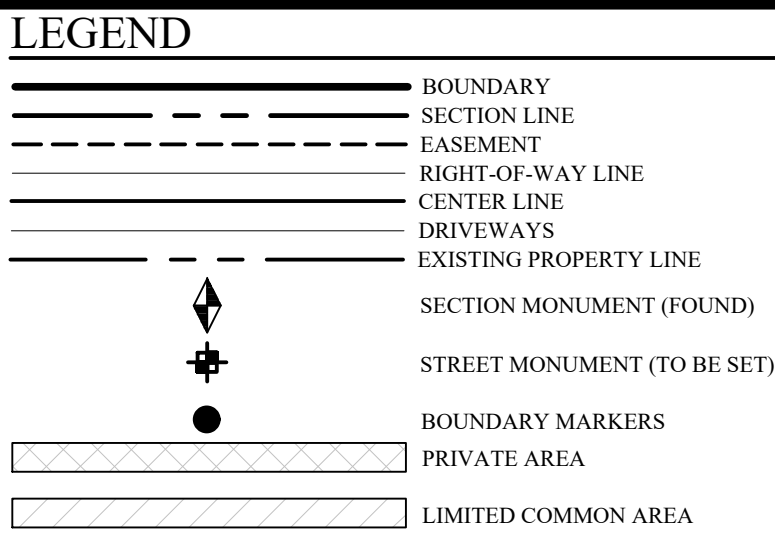 LEGEND
BOUNDARY
SECTION LINE
EASEMENT
RIGHT-OF-WAY LINE
CENTER LINE
DRIVEWAYS
EXISTING PROPERTY LINE
SECTION MONUMENT (FOUND)
STREET MONUMENT (TO BE SET)
BOUNDARY MARKERS
PRIVATE AREA
LIMITED COMMON AREA